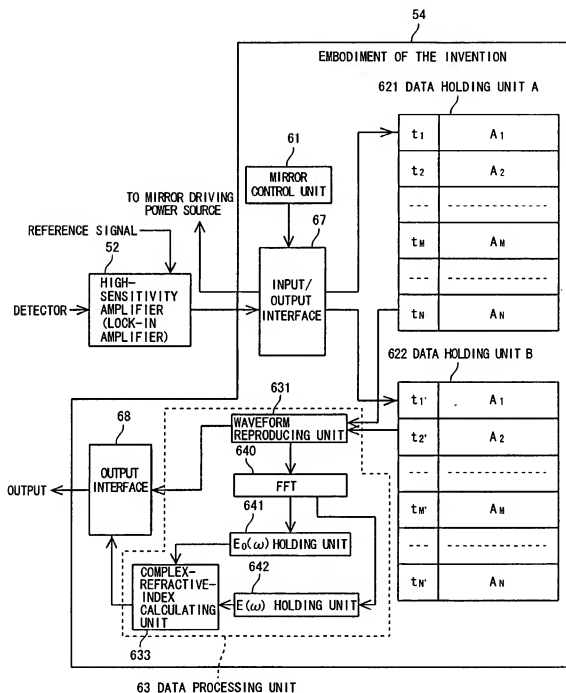 54
EMBODIMENT OF THE INVENTION
621 DATA HOLDING UNIT A
t1 A1
t2 A2
--- ------------
tM AM
--- ------------
tN AN
61
MIRROR
CONTROL UNIT
TO MIRROR DRIVING
POWER SOURCE
67
REFERENCE SIGNAL
52
HIGH-
SENSITIVITY
AMPLIFIER
(LOCK-IN
AMPLIFIER)
DETECTOR
INPUT/
OUTPUT
INTERFACE
622 DATA HOLDING UNIT B
t1' A1
t2' A2
--- ------------
tM' AM
--- ------------
tN' AN
631
WAVEFORM
REPRODUCING UNIT
68
OUTPUT
INTERFACE
OUTPUT
640
FFT
641
E0(ω) HOLDING UNIT
642
E(ω) HOLDING UNIT
COMPLEX-
REFRACTIVE-
INDEX
CALCULATING
UNIT
633
63 DATA PROCESSING UNIT